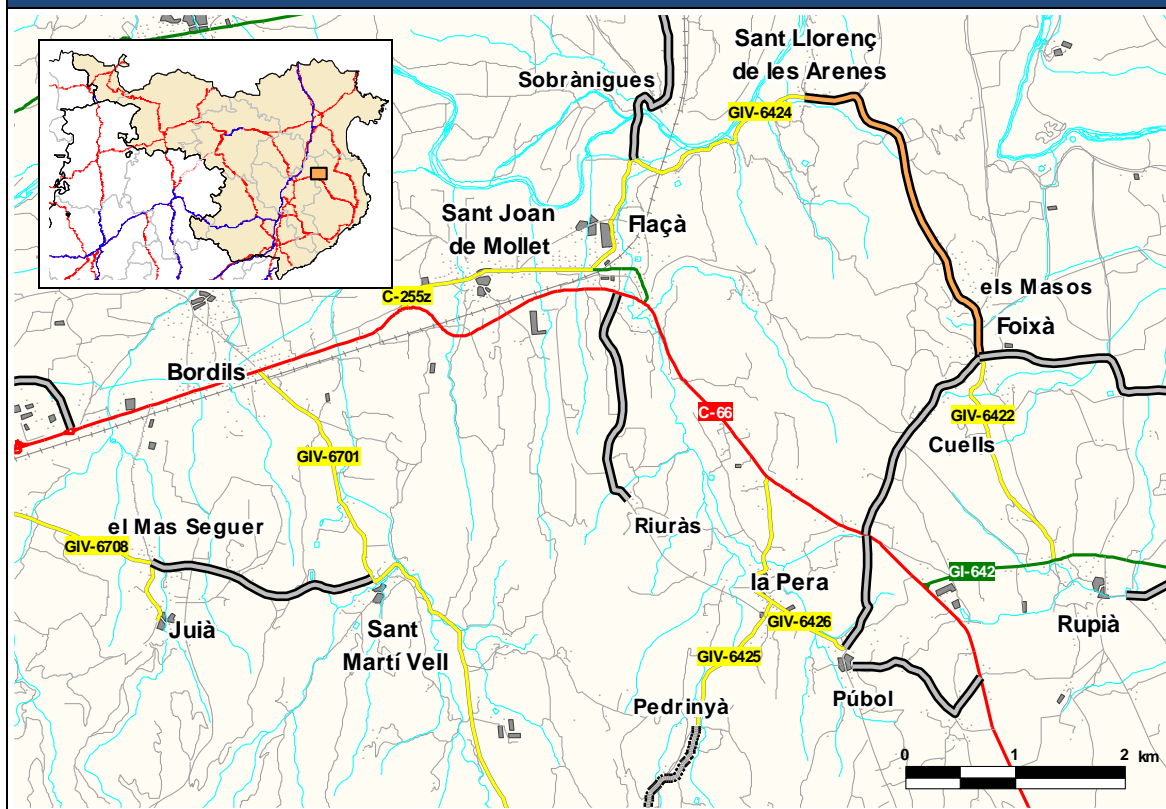 Sant Llorenç
de les Arenes
Sobrànigues
GIV-6424
Sant Joan
de Mollet
Flaçà
C-255z
els Masos
Foixà
Bordils
C-66
GIV-6422
Cuells
GIV-6701
el Mas Seguer
Riuràs
GIV-6708
la Pera
GI-642
Juià
Sant
Martí Vell
GIV-6426
Rupià
GIV-6425
Púbol
Pedrinyà
0 1 2 km